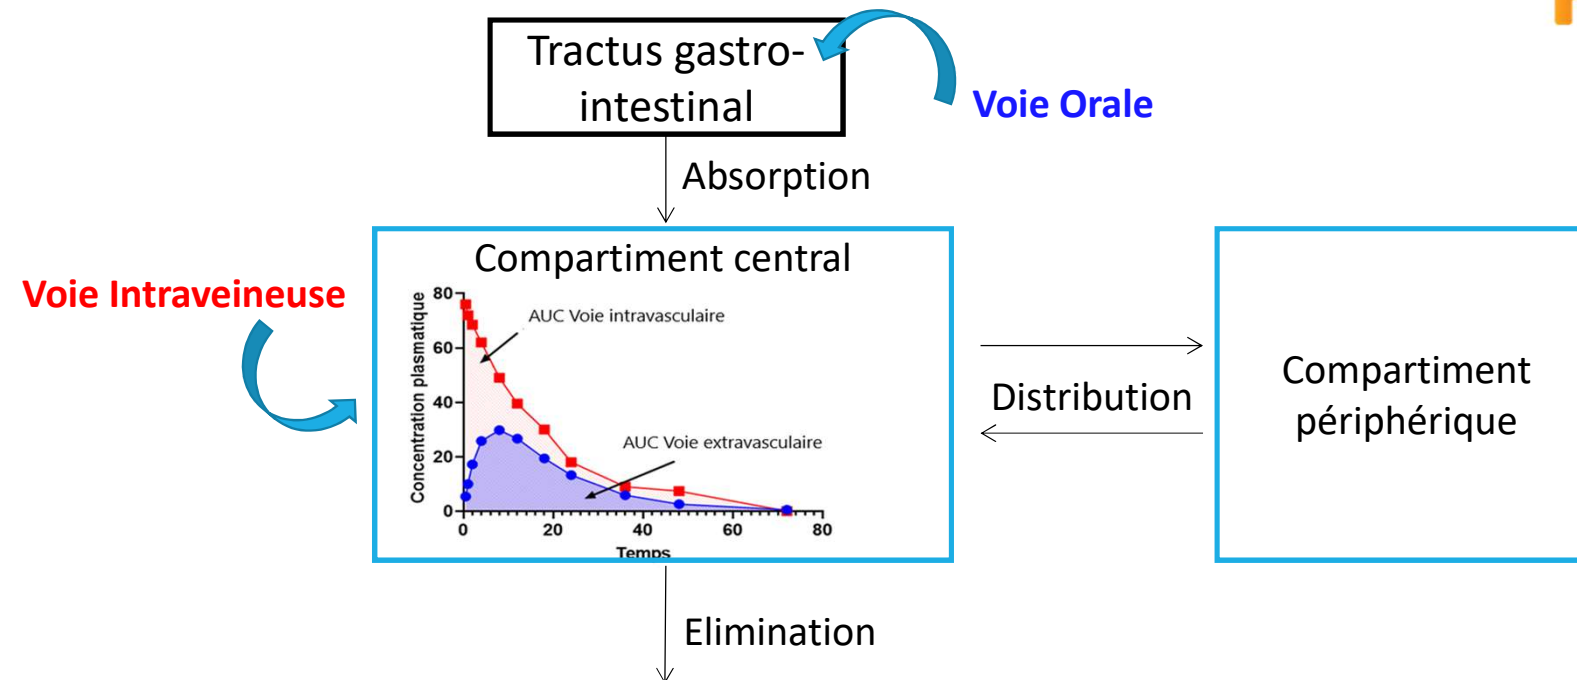 Tractus gastro-
intestinal
Voie Orale
Absorption
Compartiment central
Voie Intraveineuse
Concentration plasmatique
80
60
40
20
0
AUC Voie intravasculaire
AUC Voie extravasculaire
0 20 40 60 80
Temps
Distribution
Compartiment
périphérique
Elimination